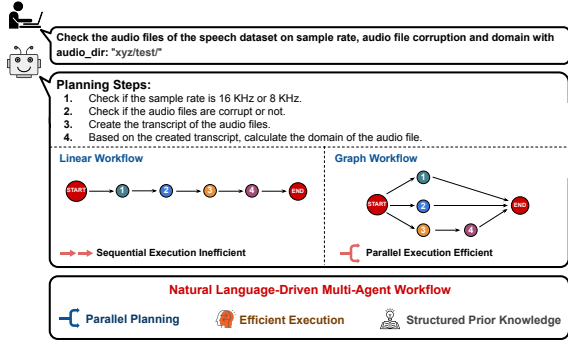 Check the audio files of the speech dataset on sample rate, audio file corruption and domain with
audio_dir: "xyz/test/"
Planning Steps:
1. Check if the sample rate is 16 KHz or 8 KHz.
2. Check if the audio files are corrupt or not.
3. Create the transcript of the audio files.
4. Based on the created transcript, calculate the domain of the audio file.
Linear Workflow
START 1 2 3 4 END
Sequential Execution Inefficient
Graph Workflow
1
START 2 END
3 4
Parallel Execution Efficient
Natural Language-Driven Multi-Agent Workflow
Parallel Planning Efficient Execution Structured Prior Knowledge